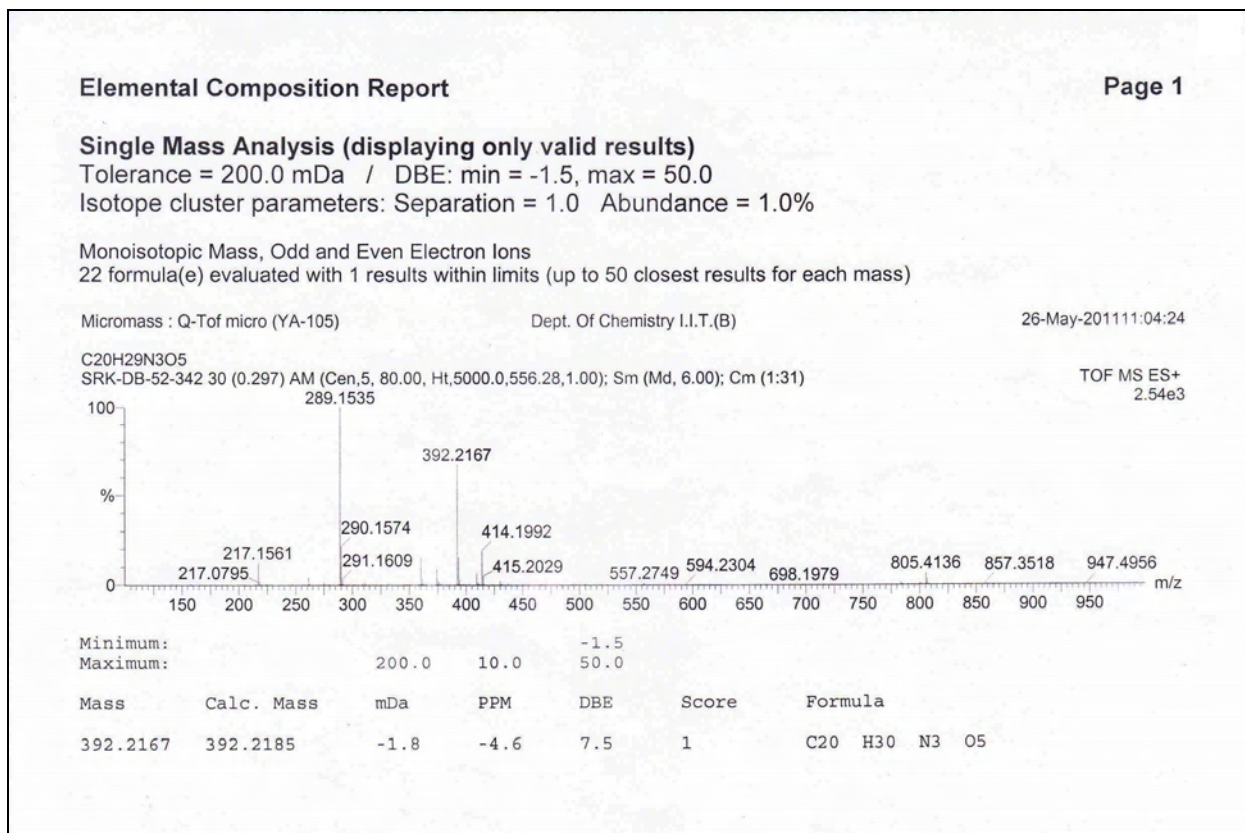 Elemental Composition Report Page 1
Single Mass Analysis (displaying only valid results)
Tolerance = 200.0 mDa / DBE: min = -1.5, max = 50.0
Isotope cluster parameters: Separation = 1.0 Abundance = 1.0%
Monoisotopic Mass, Odd and Even Electron Ions
22 formula(e) evaluated with 1 results within limits (up to 50 closest results for each mass)
Micromass : Q-Tof micro (YA-105) Dept. Of Chemistry I.I.T.(B) 26-May-201111:04:24
C20H29N3O5
SRK-DB-52-342 30 (0.297) AM (Cen,5, 80.00, Ht,5000.0,556.28,1.00); Sm (Md, 6.00); Cm (1:31) TOF MS ES+
2.54e3
100 289.1535
392.2167
%
290.1574 414.1992
217.1561 291.1609 415.2029 594.2304 805.4136 857.3518 947.4956
217.0795 557.2749 698.1979
0 m/z
150 200 250 300 350 400 450 500 550 600 650 700 750 800 850 900 950
Minimum: -1.5
Maximum: 200.0 10.0 50.0
Mass Calc. Mass mDa PPM DBE Score Formula
392.2167 392.2185 -1.8 -4.6 7.5 1 C20 H30 N3 O5